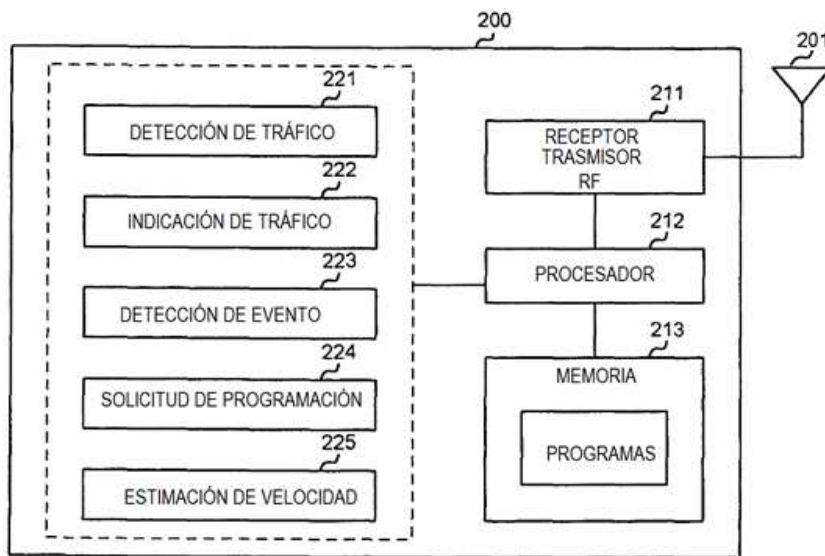 200
201
221
DETECCIÓN DE TRÁFICO
222
INDICACIÓN DE TRÁFICO
223
DETECCIÓN DE EVENTO
224
SOLICITUD DE PROGRAMACIÓN
225
ESTIMACIÓN DE VELOCIDAD
211
RECEPTOR
TRASMISOR
RF
212
PROCESADOR
213
MEMORIA
PROGRAMAS